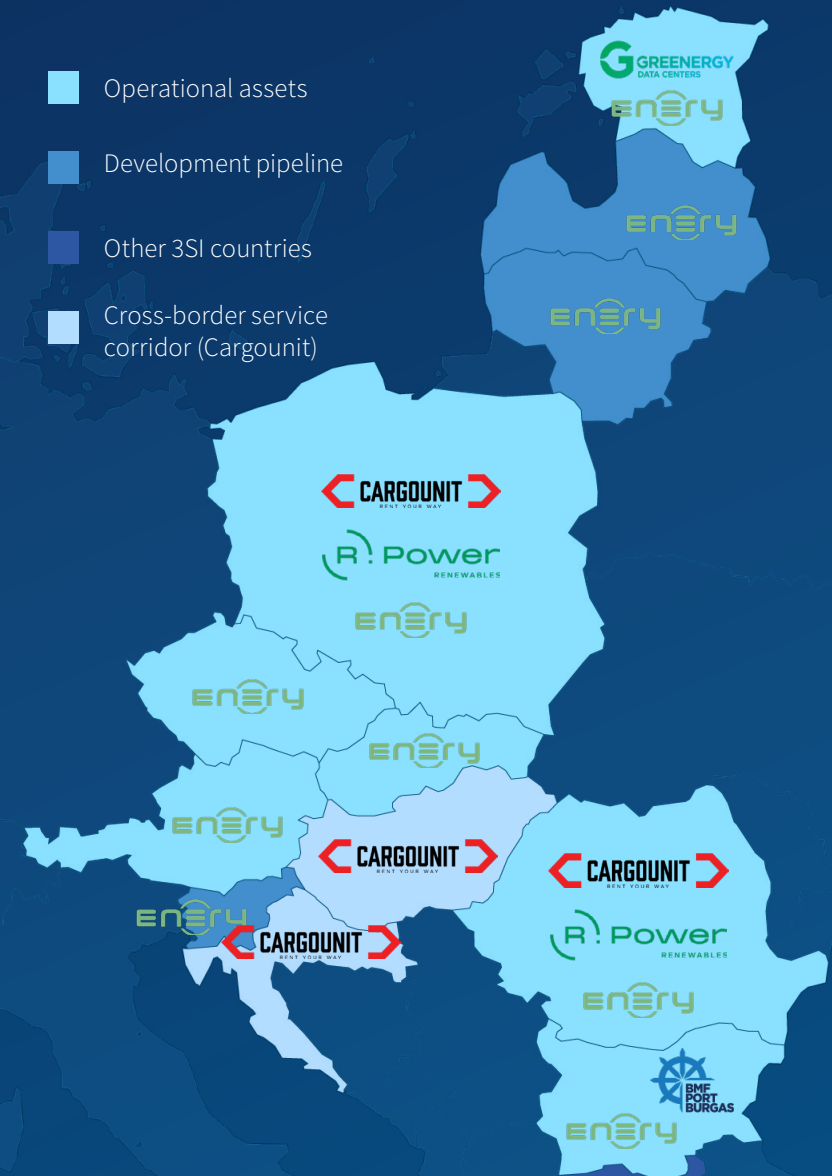 Operational assets
Development pipeline
Other 3SI countries
Cross-border service
corridor (Cargounit)
GREENERGY
DATA CENTERS
enery
enery
enery
CARGOUNIT
RENT YOUR WAY
R.Power
RENEWABLES
enery
enery
enery
enery
CARGOUNIT
RENT YOUR WAY
CARGOUNIT
RENT YOUR WAY
enery
CARGOUNIT
RENT YOUR WAY
R.Power
RENEWABLES
enery
BMF
PORT
BURGAS
enery